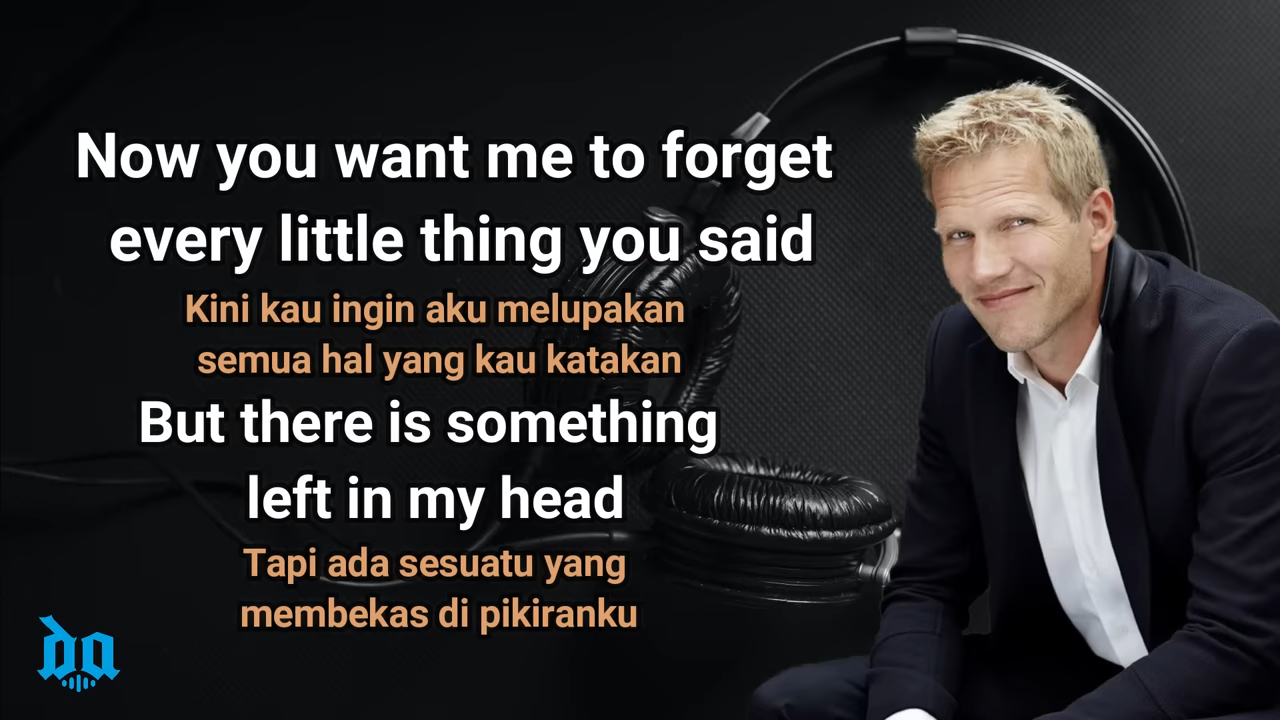 Now you want me to forget
every little thing you said
Kini kau ingin aku melupakan
semua hal yang kau katakan
But there is something
left in my head
Tapi ada sesuatu yang
membekas di pikiranku
da